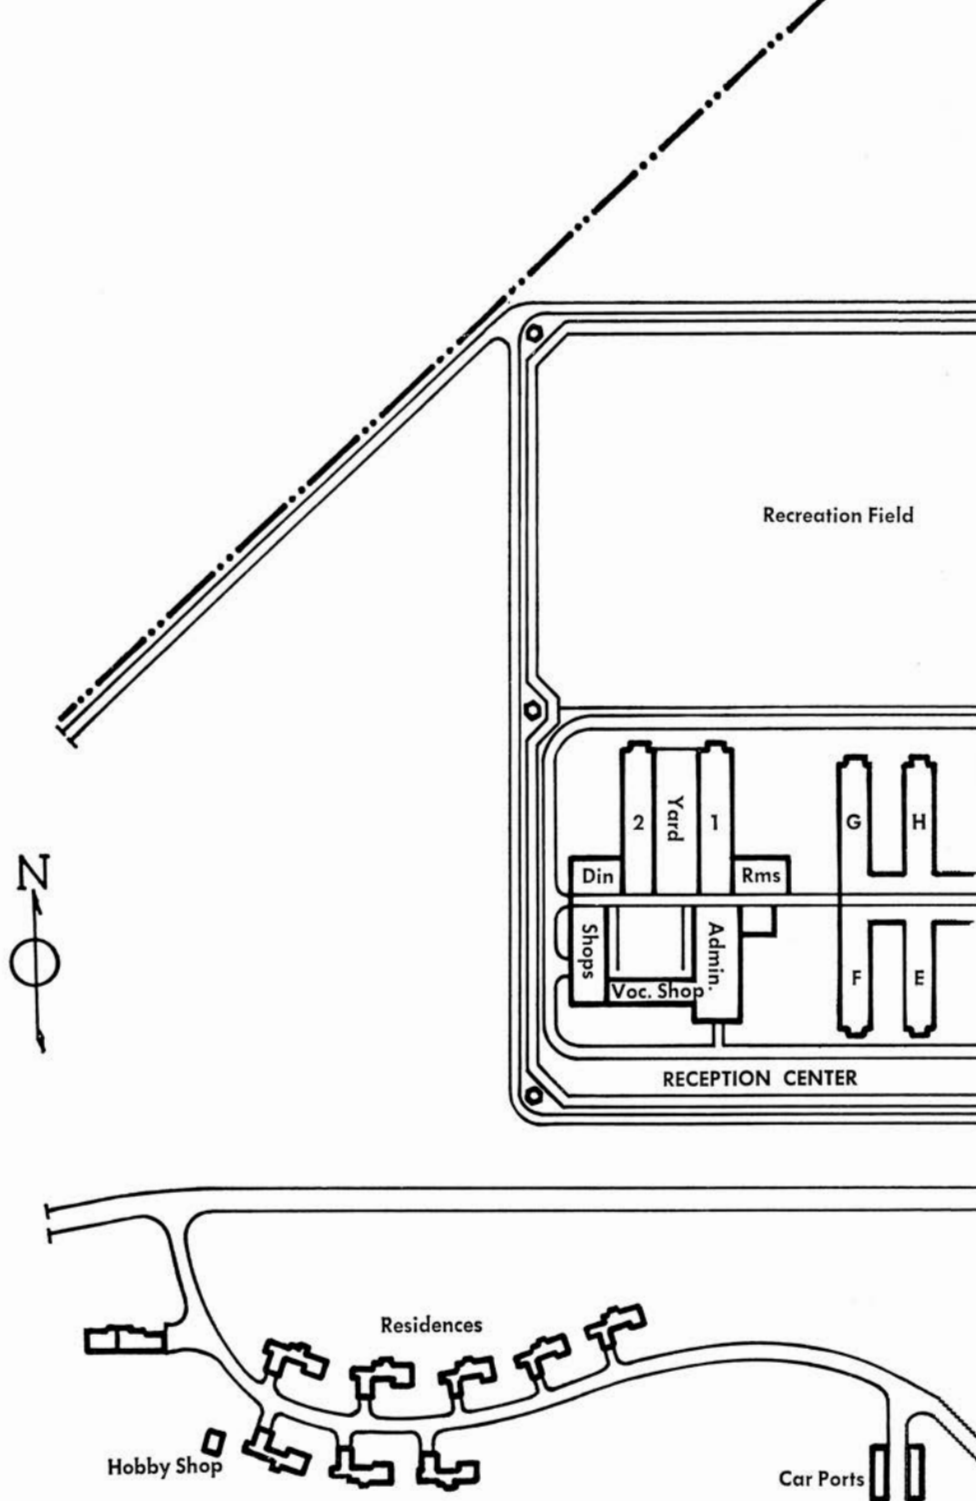 Recreation Field
2
Yard
1
G
H
Din
Rms
N
Shops
Admin.
F
E
Voc. Shop
RECEPTION CENTER
Residences
Hobby Shop
Car Ports